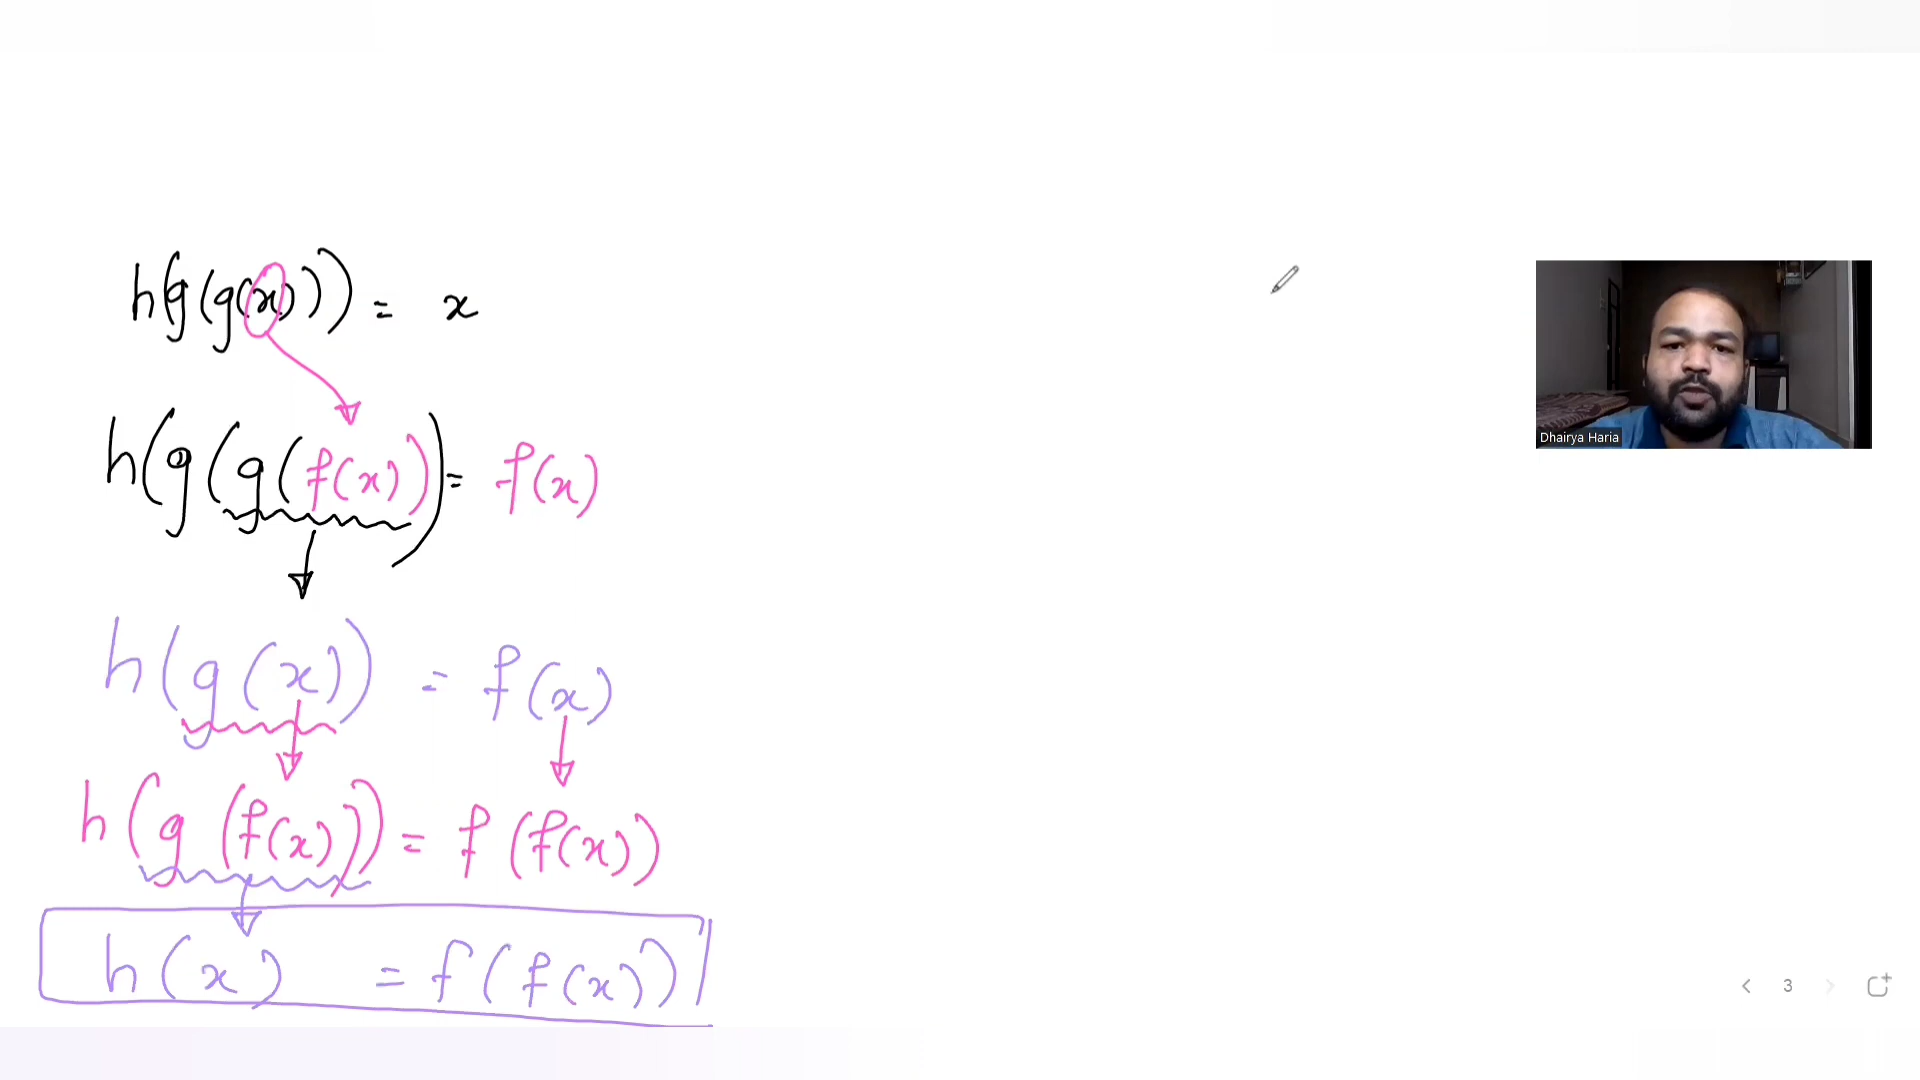 h(g(g(x))) = x
h(g(g(f(x)) ) = f(x)
Dhairya Haria
h(g(x)) = f(x)
h(g(f(x))) = f(f(x))
h(x) = f(f(x))
3